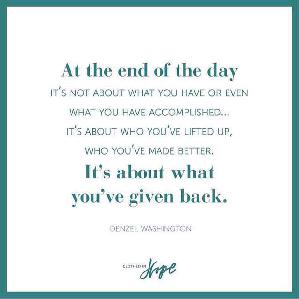 At the end of the day
IT'S NOT ABOUT WHAT YOU HAVE OR EVEN
WHAT YOU HAVE ACCOMPLISHED...
IT'S ABOUT WHO YOU'VE LIFTED UP,
WHO YOU'VE MADE BETTER.
It's about what
you've given back.
DENZEL WASHINGTON
CLOTHED IN
Hope